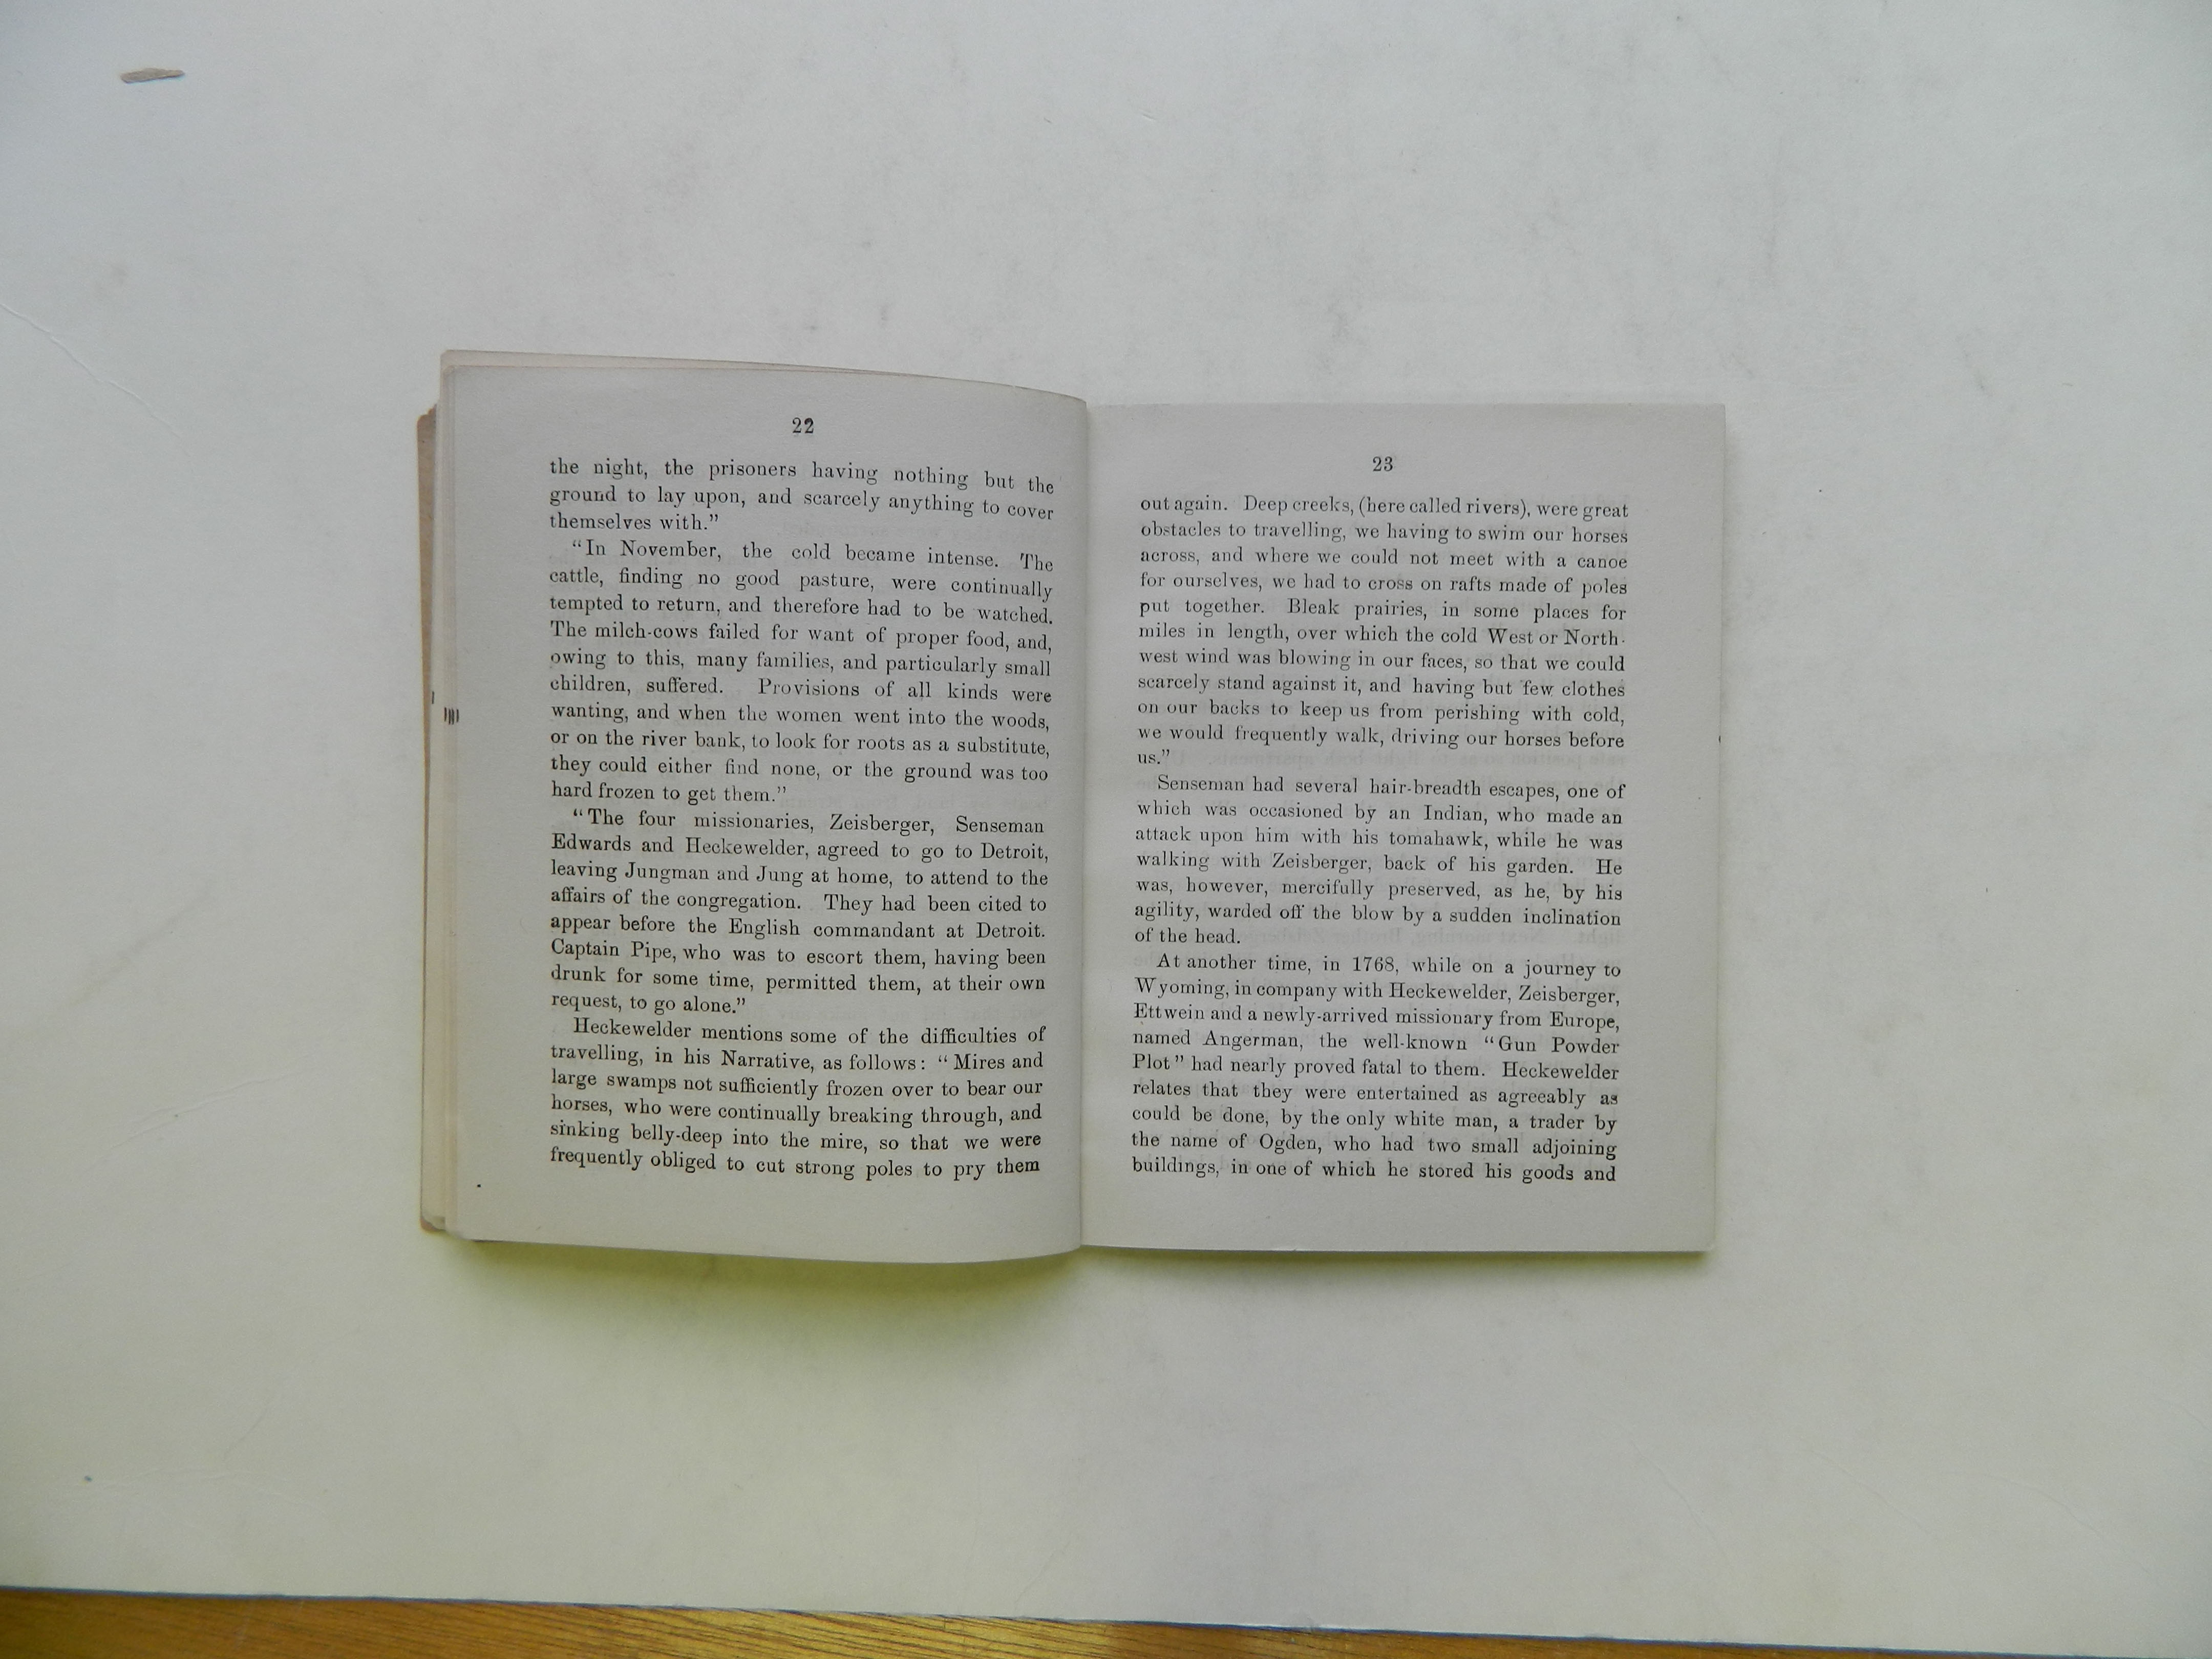 22
the night, the prisoners having nothing but the
ground to lay upon, and scarcely anything to cover
themselves with.”
“In November, the cold became intense. The
cattle, finding no good pasture, were continually
tempted to return, and therefore had to be watched.
The milch-cows failed for want of proper food, and,
owing to this, many families, and particularly small
children, suffered. Provisions of all kinds were
wanting, and when the women went into the woods,
or on the river bank, to look for roots as a substitute,
they could either find none, or the ground was too
hard frozen to get them.”
“The four missionaries, Zeisberger, Senseman
Edwards and Heckewelder, agreed to go to Detroit,
leaving Jungman and Jung at home, to attend to the
affairs of the congregation. They had been cited to
appear before the English commandant at Detroit.
Captain Pipe, who was to escort them, having been
drunk for some time, permitted them, at their own
request, to go alone.”
Heckewelder mentions some of the difficulties of
travelling, in his Narrative, as follows: “Mires and
large swamps not sufficiently frozen over to bear our
horses, who were continually breaking through, and
sinking belly-deep into the mire, so that we were
frequently obliged to cut strong poles to pry them
23
out again. Deep creeks, (here called rivers), were great
obstacles to travelling, we having to swim our horses
across, and where we could not meet with a canoe
for ourselves, we had to cross on rafts made of poles
put together. Bleak prairies, in some places for
miles in length, over which the cold West or North-
west wind was blowing in our faces, so that we could
scarcely stand against it, and having but few clothes
on our backs to keep us from perishing with cold,
we would frequently walk, driving our horses before
us.”
Senseman had several hair-breadth escapes, one of
which was occasioned by an Indian, who made an
attack upon him with his tomahawk, while he was
walking with Zeisberger, back of his garden. He
was, however, mercifully preserved, as he, by his
agility, warded off the blow by a sudden inclination
of the head.
At another time, in 1768, while on a journey to
Wyoming, in company with Heckewelder, Zeisberger,
Ettwein and a newly-arrived missionary from Europe,
named Angerman, the well-known “Gun Powder
Plot” had nearly proved fatal to them. Heckewelder
relates that they were entertained as agreeably as
could be done, by the only white man, a trader by
the name of Ogden, who had two small adjoining
buildings, in one of which he stored his goods and